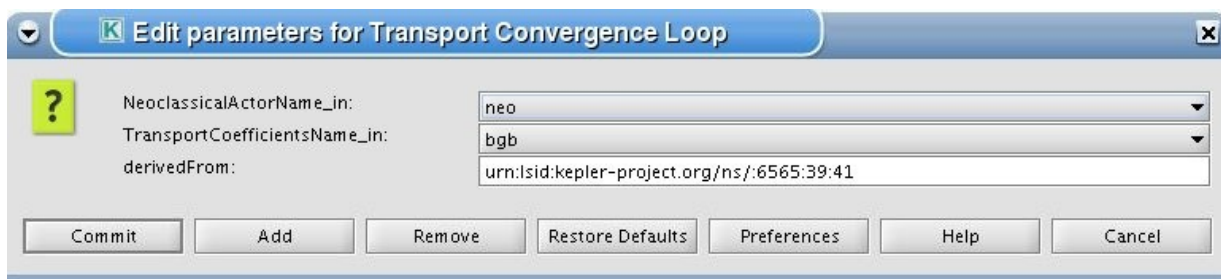 Edit parameters for Transport Convergence Loop
?
NeoclassicalActorName_in:
neo
TransportCoefficientsName_in:
bgb
derivedFrom:
urn:lsid:kepler-project.org/ns/:6565:39:41
Commit Add Remove Restore Defaults Preferences Help Cancel